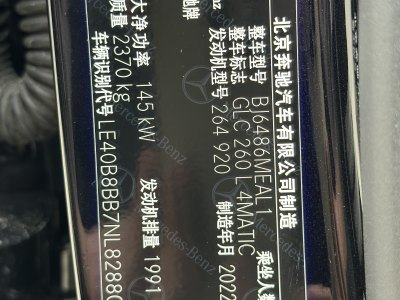 北京奔驰汽车有限公司制造
整车型号 BJ6486MEAL1 乘坐人数
整车标志 GLC 260 L 4MATIC
发动机型号 264 920 制造年月 2022
大净功率 145 kW 发动机排量 1991
质量 2370 kg
车辆识别代号 LE40B8BB7NL8288